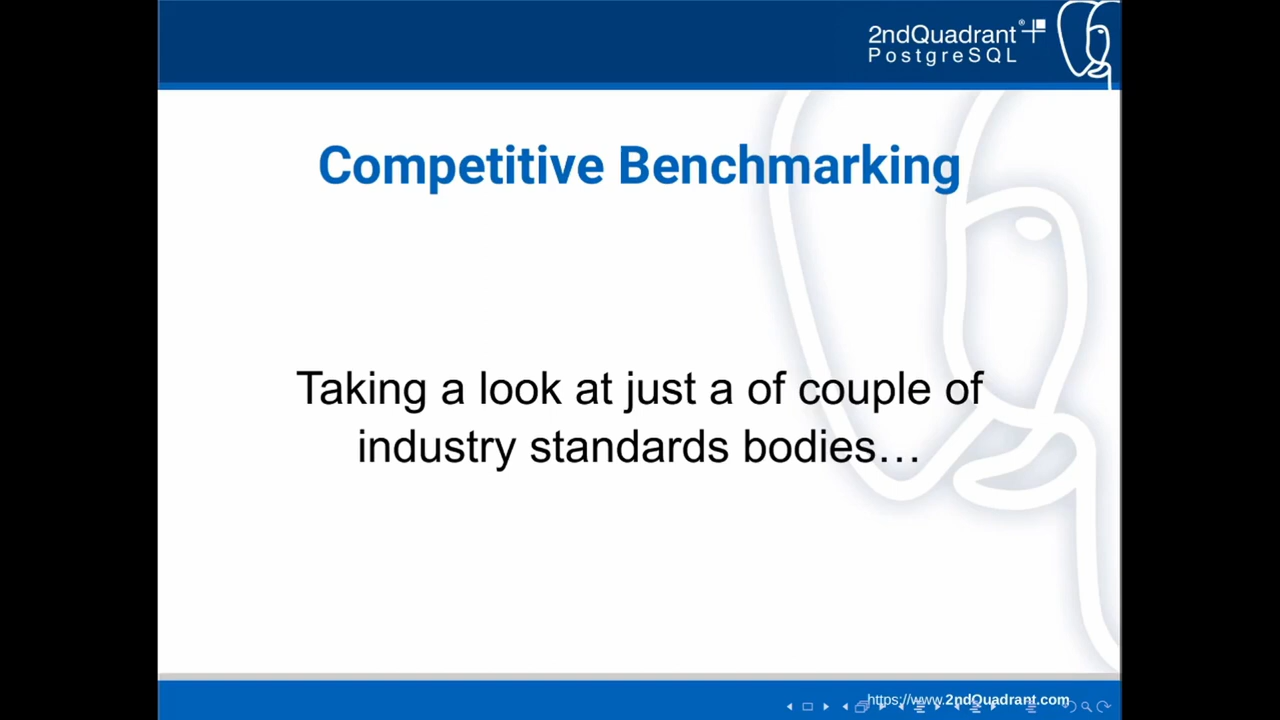 2ndQuadrant®
PostgreSQL
Competitive Benchmarking
Taking a look at just a of couple of
industry standards bodies…
https://www.2ndQuadrant.com